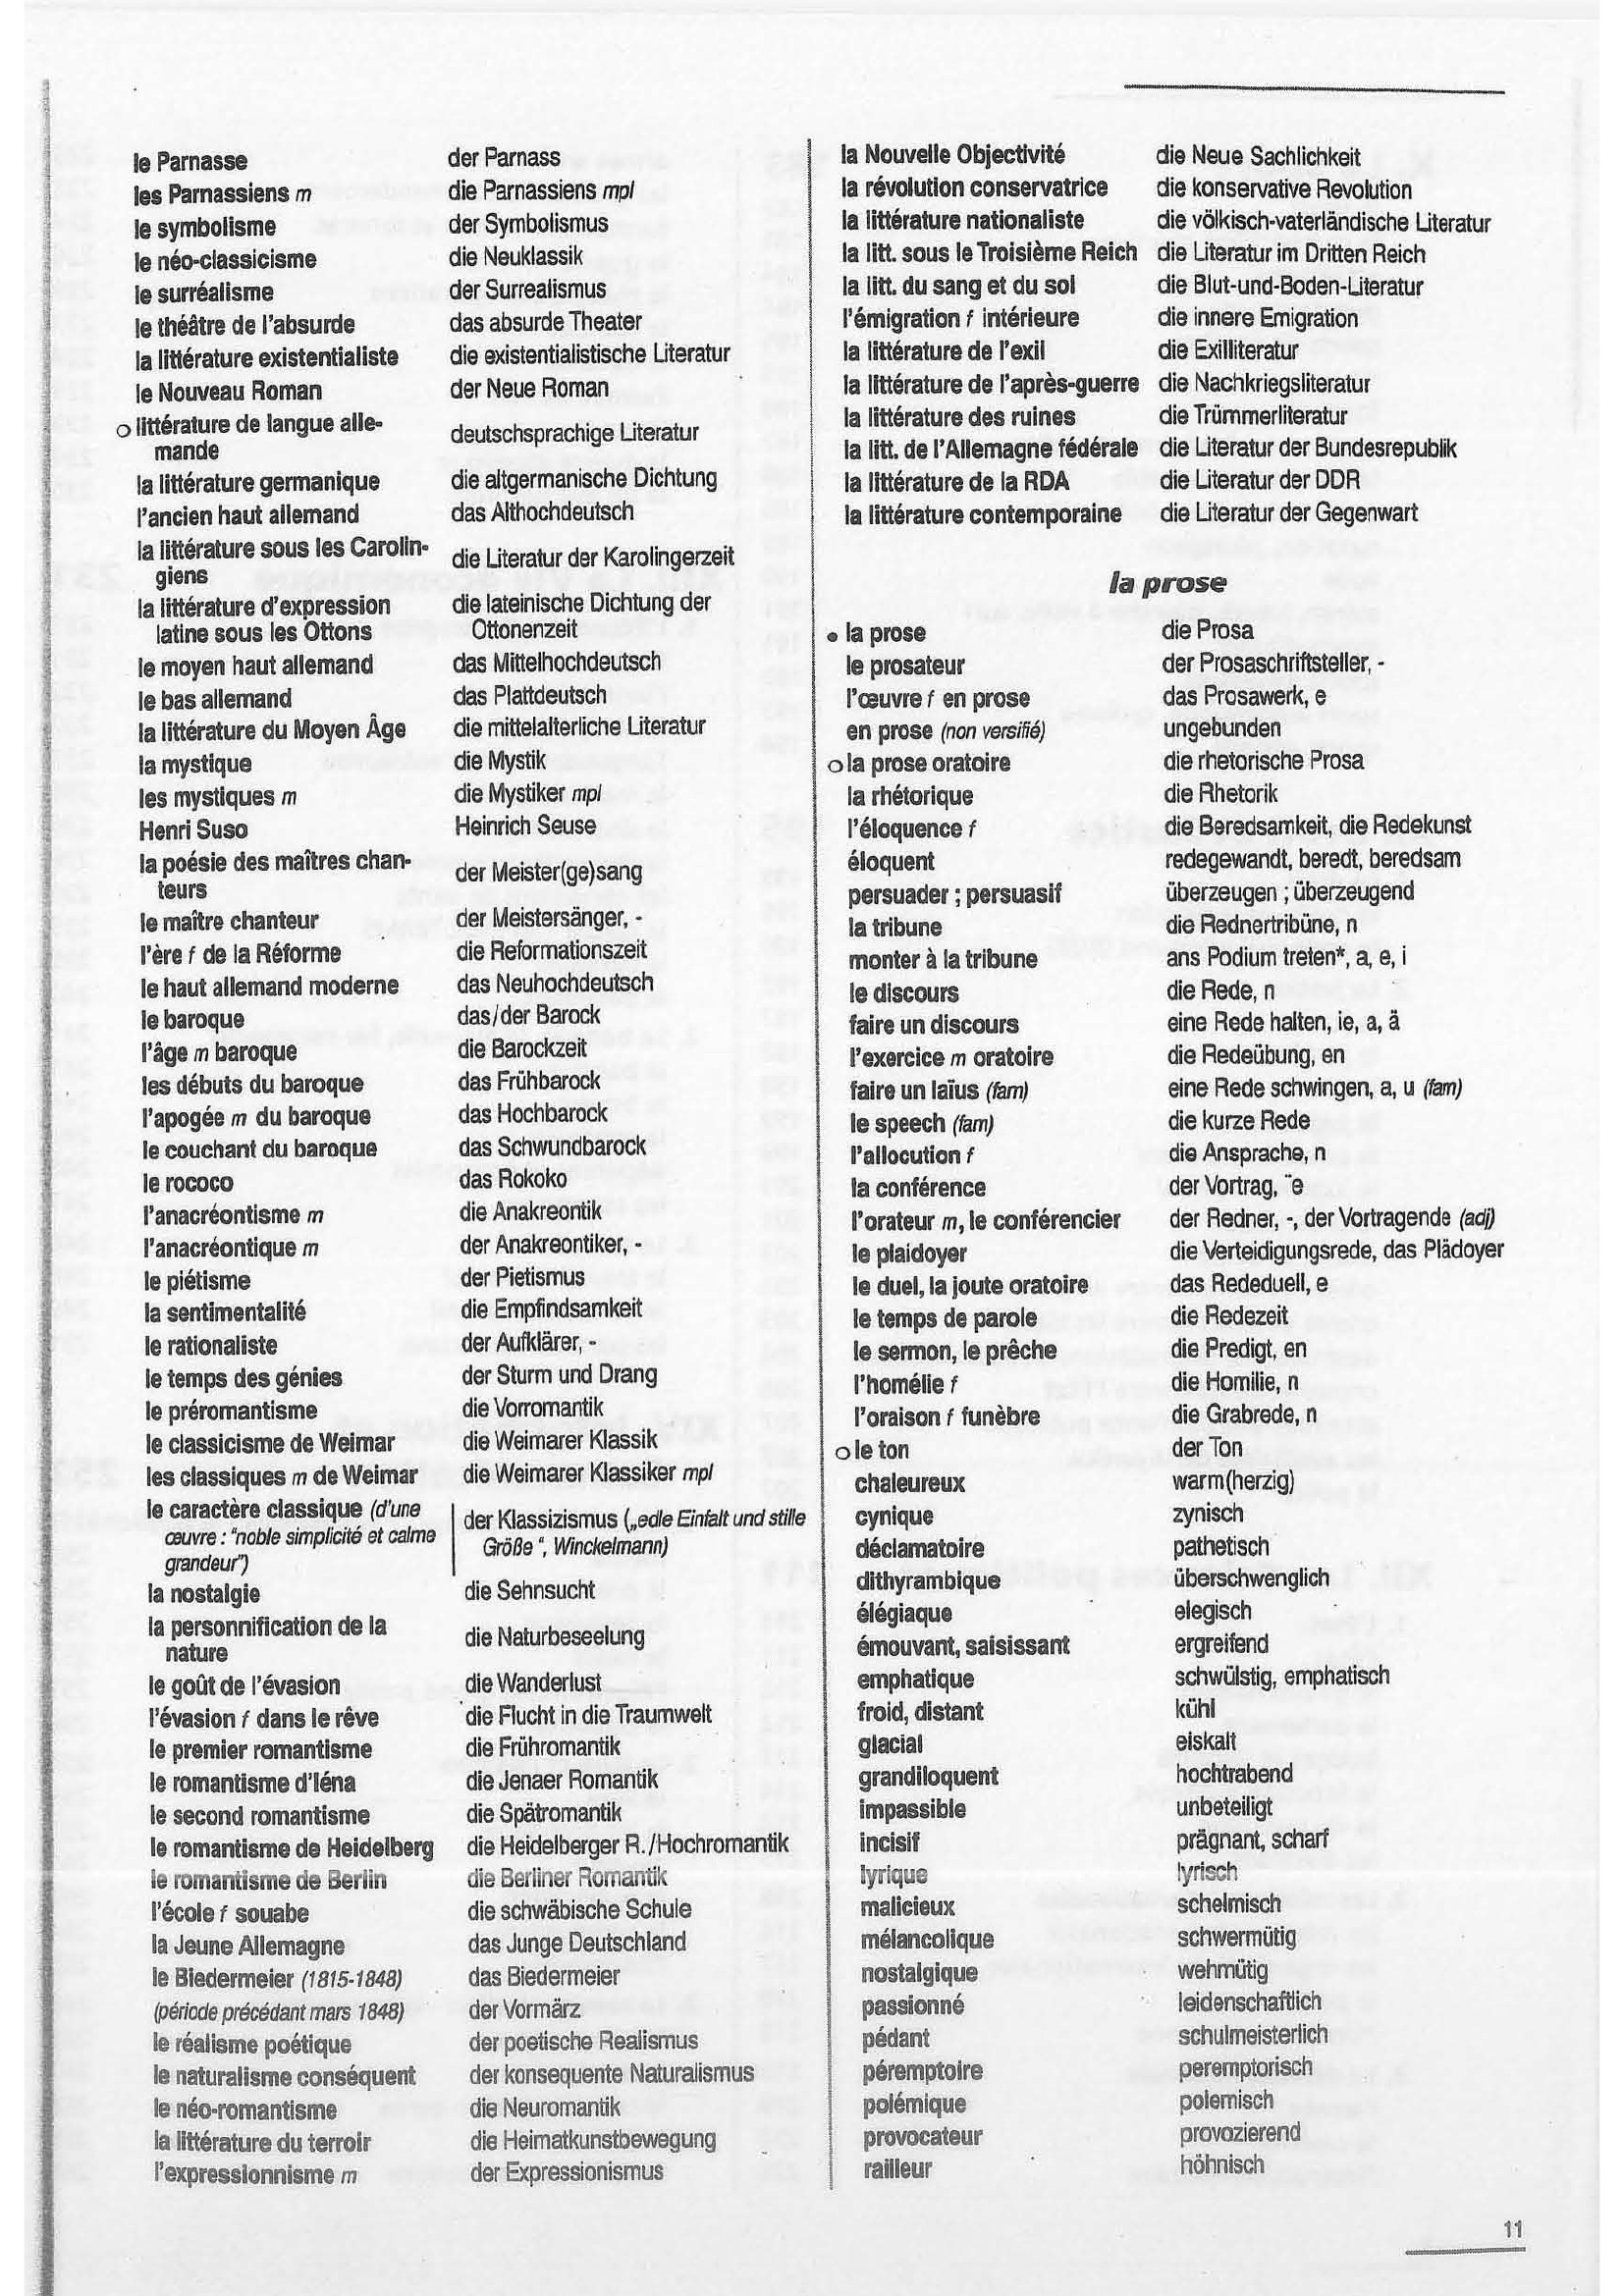 le Parnasse der Parnass
les Parnassiens m die Parnassiens mpl
le symbolisme der Symbolismus
le néo-classicisme die Neuklassik
le surréalisme der Surrealismus
le théâtre de l'absurde das absurde Theater
la littérature existentialiste die existentialistische Literatur
le Nouveau Roman der Neue Roman
o littérature de langue alle-
mande deutschsprachige Literatur
la littérature germanique die altgermanische Dichtung
l'ancien haut allemand das Althochdeutsch
la littérature sous les Carolin-
giens die Literatur der Karolingerzeit
la littérature d'expression die lateinische Dichtung der
latine sous les Ottons Ottonenzeit
le moyen haut allemand das Mittelhochdeutsch
le bas allemand das Plattdeutsch
la littérature du Moyen Âge die mittelalterliche Literatur
la mystique die Mystik
les mystiques m die Mystiker mpl
Henri Suso Heinrich Seuse
la poésie des maîtres chan-
teurs der Meister(ge)sang
le maître chanteur der Meistersänger, -
l'ère f de la Réforme die Reformationszeit
le haut allemand moderne das Neuhochdeutsch
le baroque das/der Barock
l'âge m baroque die Barockzeit
les débuts du baroque das Frühbarock
l'apogée m du baroque das Hochbarock
le couchant du baroque das Schwundbarock
le rococo das Rokoko
l'anacréontisme m die Anakreontik
l'anacréontique m der Anakreontiker, -
le piétisme der Pietismus
la sentimentalité die Empfindsamkeit
le rationaliste der Aufklärer, -
le temps des génies der Sturm und Drang
le préromantisme die Vorromantik
le classicisme de Weimar die Weimarer Klassik
les classiques m de Weimar die Weimarer Klassiker mpl
le caractère classique (d'une der Klassizismus („edle Einfalt und stille
œuvre : "noble simplicité et calme Größe", Winckelmann)
grandeur")
la nostalgie die Sehnsucht
la personnification de la
nature die Naturbeseelung
le goût de l'évasion die Wanderlust
l'évasion f dans le rêve die Flucht in die Traumwelt
le premier romantisme die Frühromantik
le romantisme d'Iéna die Jenaer Romantik
le second romantisme die Spätromantik
le romantisme de Heidelberg die Heidelberger R./Hochromantik
le romantisme de Berlin die Berliner Romantik
l'école f souabe die schwäbische Schule
la Jeune Allemagne das Junge Deutschland
le Biedermeier (1815-1848) das Biedermeier
(période précédant mars 1848) der Vormärz
le réalisme poétique der poetische Realismus
le naturalisme conséquent der konsequente Naturalismus
le néo-romantisme die Neuromantik
la littérature du terroir die Heimatkunstbewegung
l'expressionnisme m der Expressionismus
la Nouvelle Objectivité die Neue Sachlichkeit
la révolution conservatrice die konservative Revolution
la littérature nationaliste die völkisch-vaterländische Literatur
la litt. sous le Troisième Reich die Literatur im Dritten Reich
la litt. du sang et du sol die Blut-und-Boden-Literatur
l'émigration f intérieure die innere Emigration
la littérature de l'exil die Exilliteratur
la littérature de l'après-guerre die Nachkriegsliteratur
la littérature des ruines die Trümmerliteratur
la litt. de l'Allemagne fédérale die Literatur der Bundesrepublik
la littérature de la RDA die Literatur der DDR
la littérature contemporaine die Literatur der Gegenwart
la prose
• la prose die Prosa
le prosateur der Prosaschriftsteller, -
l'œuvre f en prose das Prosawerk, e
en prose (non versifié) ungebunden
o la prose oratoire die rhetorische Prosa
la rhétorique die Rhetorik
l'éloquence f die Beredsamkeit, die Redekunst
éloquent redegewandt, beredt, beredsam
persuader ; persuasif überzeugen ; überzeugend
la tribune die Rednertribüne, n
monter à la tribune ans Podium treten*, a, e, i
le discours die Rede, n
faire un discours eine Rede halten, ie, a, ä
l'exercice m oratoire die Redeübung, en
faire un laïus (fam) eine Rede schwingen, a, u (fam)
le speech (fam) die kurze Rede
l'allocution f die Ansprache, n
la conférence der Vortrag, ¨e
l'orateur m, le conférencier der Redner, -, der Vortragende (adj)
le plaidoyer die Verteidigungsrede, das Plädoyer
le duel, la joute oratoire das Rededuell, e
le temps de parole die Redezeit
le sermon, le prêche die Predigt, en
l'homélie f die Homilie, n
l'oraison f funèbre die Grabrede, n
o le ton der Ton
chaleureux warm(herzig)
cynique zynisch
déclamatoire pathetisch
dithyrambique überschwenglich
élégiaque elegisch
émouvant, saisissant ergreifend
emphatique schwülstig, emphatisch
froid, distant kühl
glacial eiskalt
grandiloquent hochtrabend
impassible unbeteiligt
incisif prägnant, scharf
lyrique lyrisch
malicieux schelmisch
mélancolique schwermütig
nostalgique wehmütig
passionné leidenschaftlich
pédant schulmeisterlich
péremptoire peremptorisch
polémique polemisch
provocateur provozierend
railleur höhnisch
11